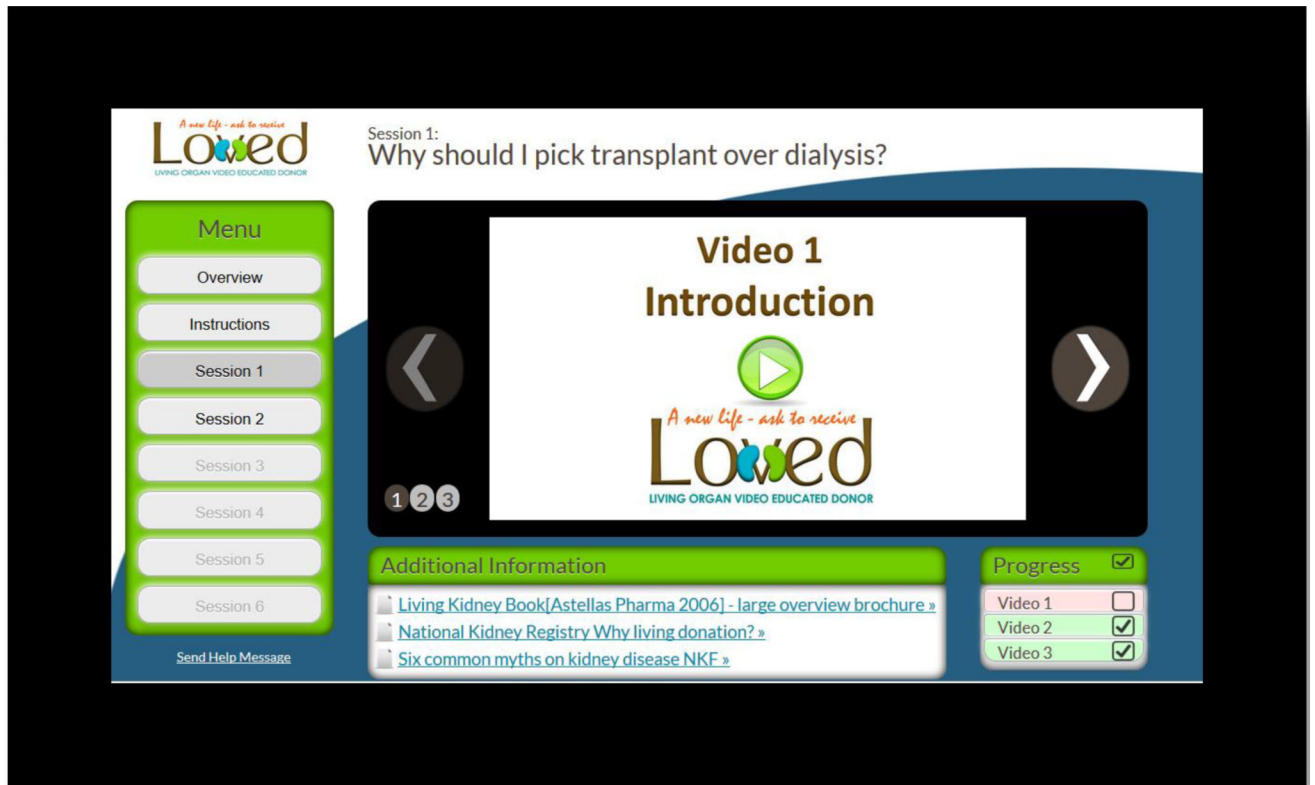 A new life - ask to receive
Loved
LIVING ORGAN VIDEO EDUCATED DONOR
Session 1:
Why should I pick transplant over dialysis?
Menu
Overview
Instructions
Session 1
Session 2
Session 3
Session 4
Session 5
Session 6
Send Help Message
Video 1
Introduction
A new life - ask to receive
Loved
LIVING ORGAN VIDEO EDUCATED DONOR
1 2 3
Additional Information
Living Kidney Book[Astellas Pharma 2006] - large overview brochure »
National Kidney Registry Why living donation? »
Six common myths on kidney disease NKF »
Progress
Video 1
Video 2
Video 3